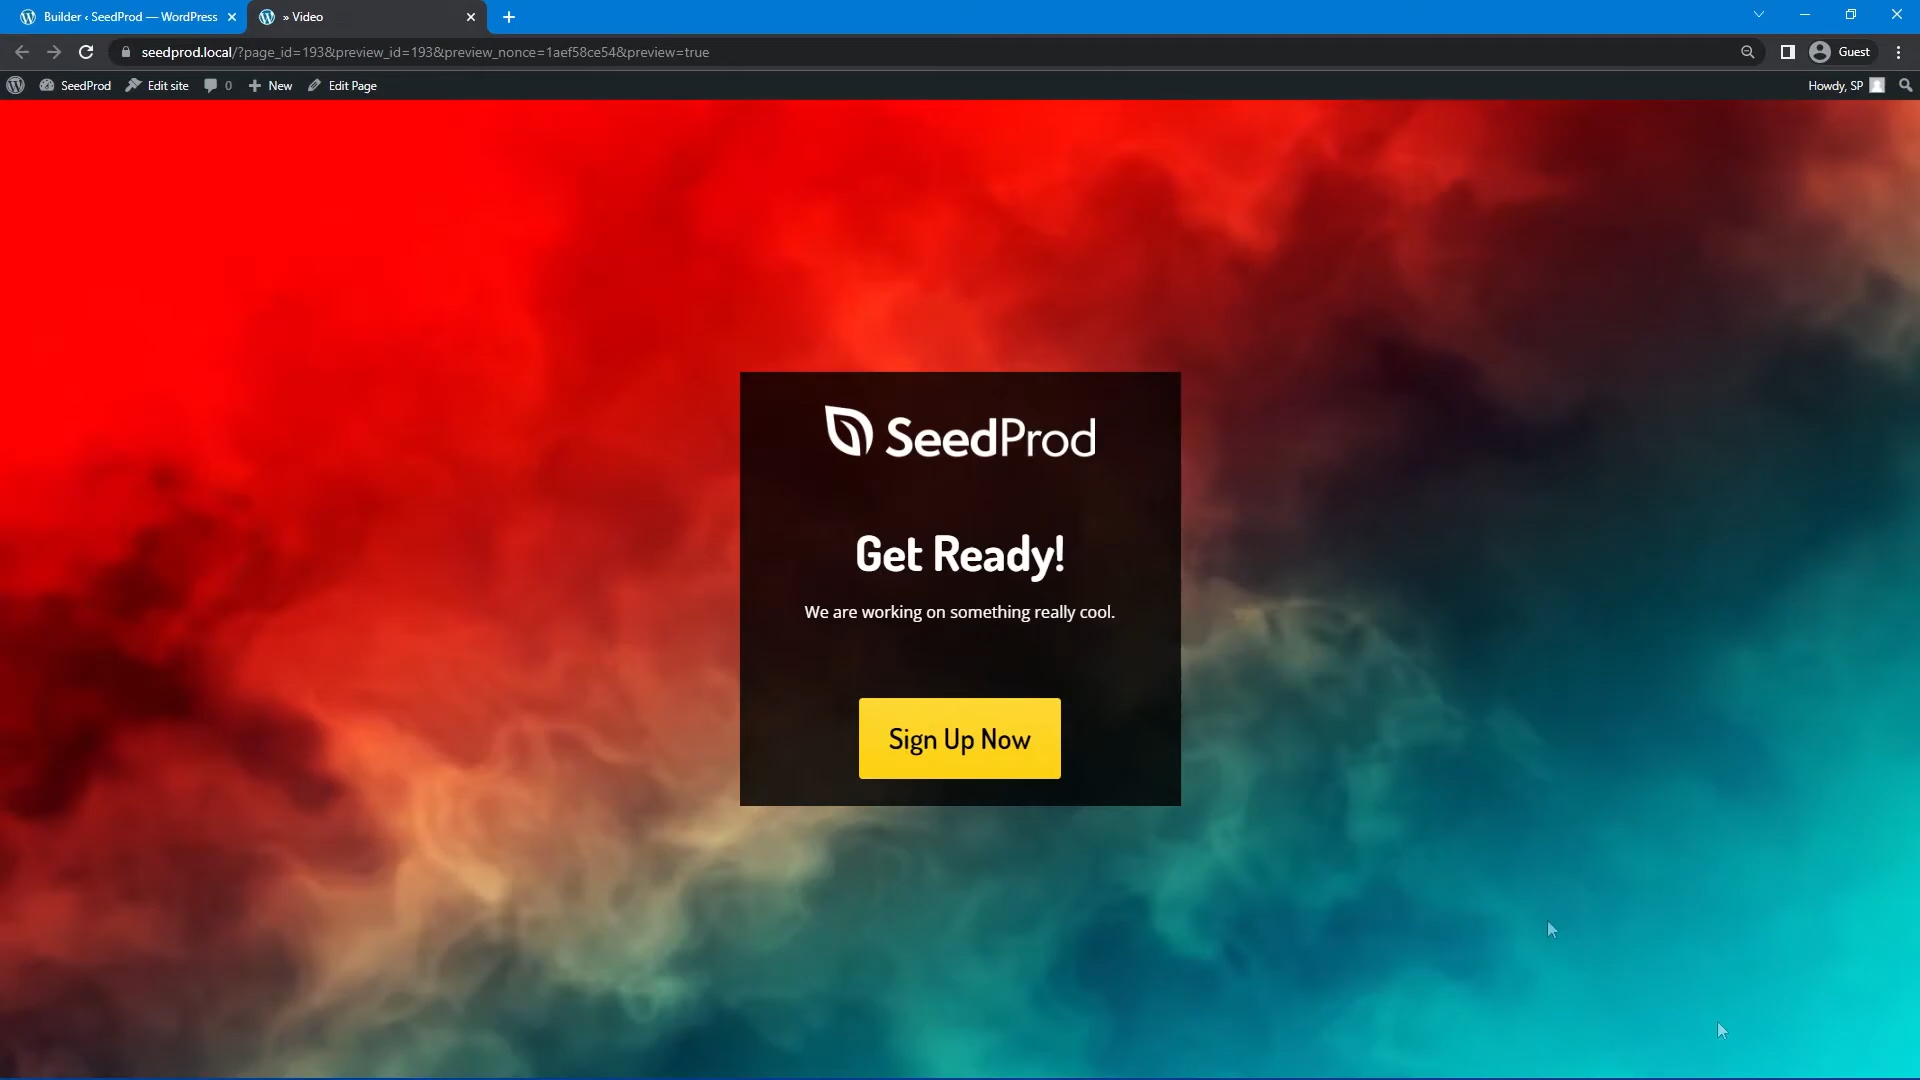 Builder ‹ SeedProd — WordPress
» Video
seedprod.local/?page_id=193&preview_id=193&preview_nonce=1aef58ce54&preview=true
Guest
SeedProd
Edit site
0
New
Edit Page
Howdy, SP
SeedProd
Get Ready!
We are working on something really cool.
Sign Up Now